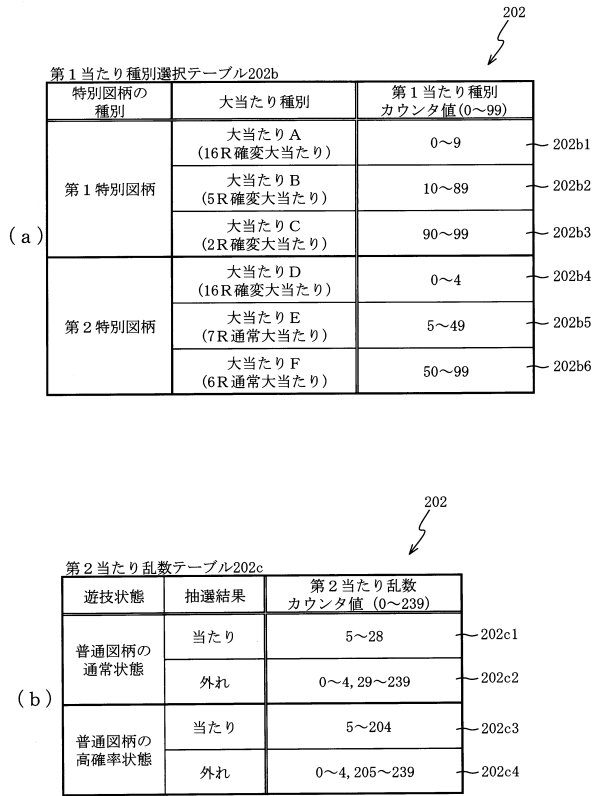 202
第１当たり種別選択テーブル202b
特別図柄の
種別
大当たり種別
第１当たり種別
カウンタ値(0～99)
(a)
第１特別図柄
大当たりＡ
(16Ｒ確変大当たり)
0～9
202b1
大当たりＢ
(5Ｒ確変大当たり)
10～89
202b2
大当たりＣ
(2Ｒ確変大当たり)
90～99
202b3
第２特別図柄
大当たりＤ
(16Ｒ確変大当たり)
0～4
202b4
大当たりＥ
(7Ｒ通常大当たり)
5～49
202b5
大当たりＦ
(6Ｒ通常大当たり)
50～99
202b6
202
第２当たり乱数テーブル202c
遊技状態
抽選結果
第２当たり乱数
カウンタ値 (0～239)
(b)
普通図柄の
通常状態
当たり
5～28
202c1
外れ
0～4,29～239
202c2
普通図柄の
高確率状態
当たり
5～204
202c3
外れ
0～4,205～239
202c4